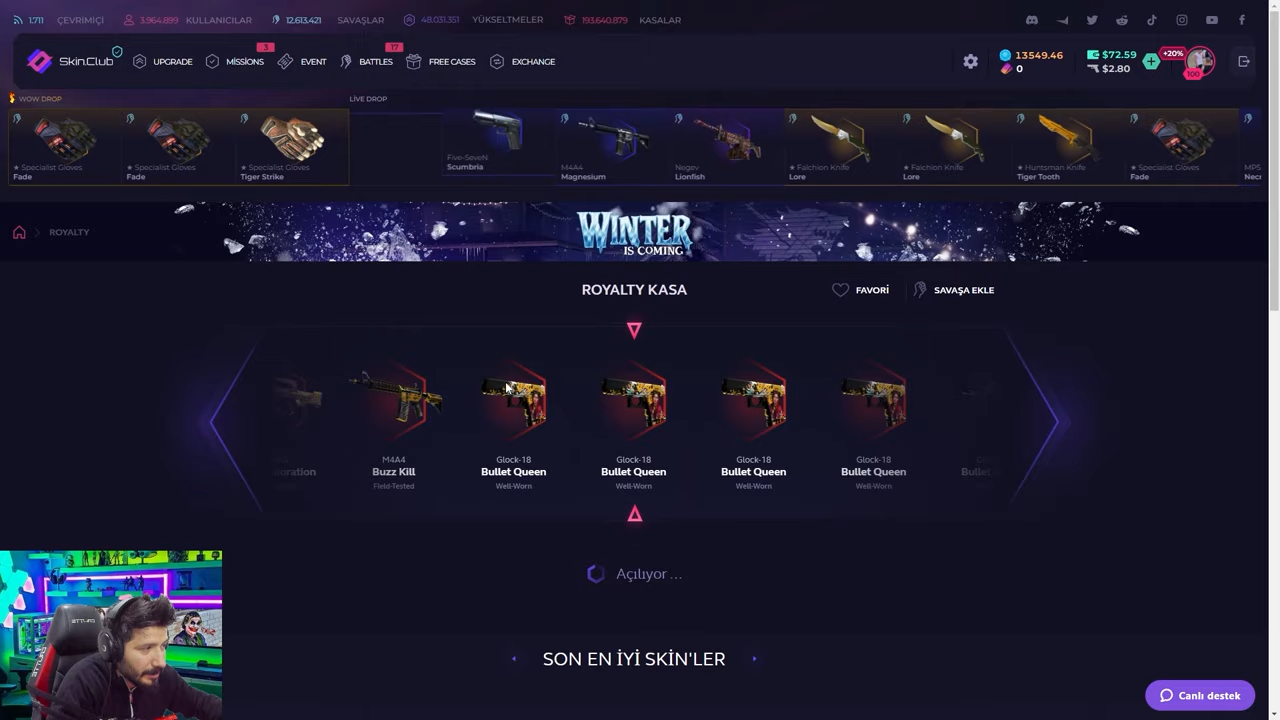 1.711 ÇEVRİMİÇİ 3.964.899 KULLANICILAR 12.613.421 SAVAŞLAR 48.031.351 YÜKSELTMELER 193.640.879 KASALAR
Skin.Club UPGRADE 3 MISSIONS EVENT 17 BATTLES FREE CASES EXCHANGE 13549.46 $72.59 +20%
0 $2.80 100
WOW DROP LİVE DROP
★ Specialist Gloves
Fade
★ Specialist Gloves
Fade
★ Specialist Gloves
Tiger Strike
Five-SeveN
Scumbria
M4A4
Magnesium
Negev
Lionfish
★ Falchion Knife
Lore
★ Falchion Knife
Lore
★ Huntsman Knife
Tiger Tooth
★ Specialist Gloves
Fade
WINTER
IS COMING
ROYALTY
ROYALTY KASA FAVORİ SAVAŞA EKLE
M4A4
Buzz Kill
Field-Tested
Glock-18
Bullet Queen
Well-Worn
Glock-18
Bullet Queen
Well-Worn
Glock-18
Bullet Queen
Well-Worn
Glock-18
Bullet Queen
Well-Worn
Açılıyor ...
SON EN İYİ SKİN'LER
Canlı destek